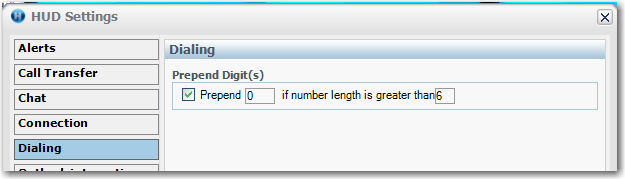 HUD Settings
Alerts
Call Transfer
Chat
Connection
Dialing
Dialing
Prepend Digit(s)
Prepend 0 if number length is greater than 6